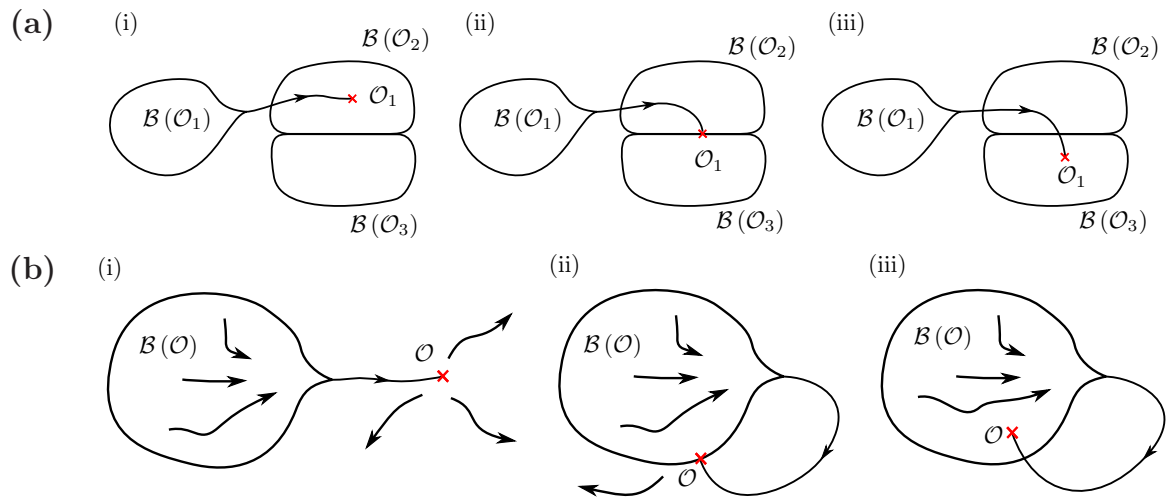 (a) (i) (ii) (iii)
𝓑(𝒪₂) 𝓑(𝒪₂) 𝓑(𝒪₂)
𝓑(𝒪₁) 𝒪₁ 𝓑(𝒪₁) 𝒪₁ 𝓑(𝒪₁) 𝒪₁
𝓑(𝒪₃) 𝓑(𝒪₃) 𝓑(𝒪₃)
(b) (i) (ii) (iii)
𝓑(𝒪) 𝒪 𝓑(𝒪) 𝒪 𝓑(𝒪) 𝒪